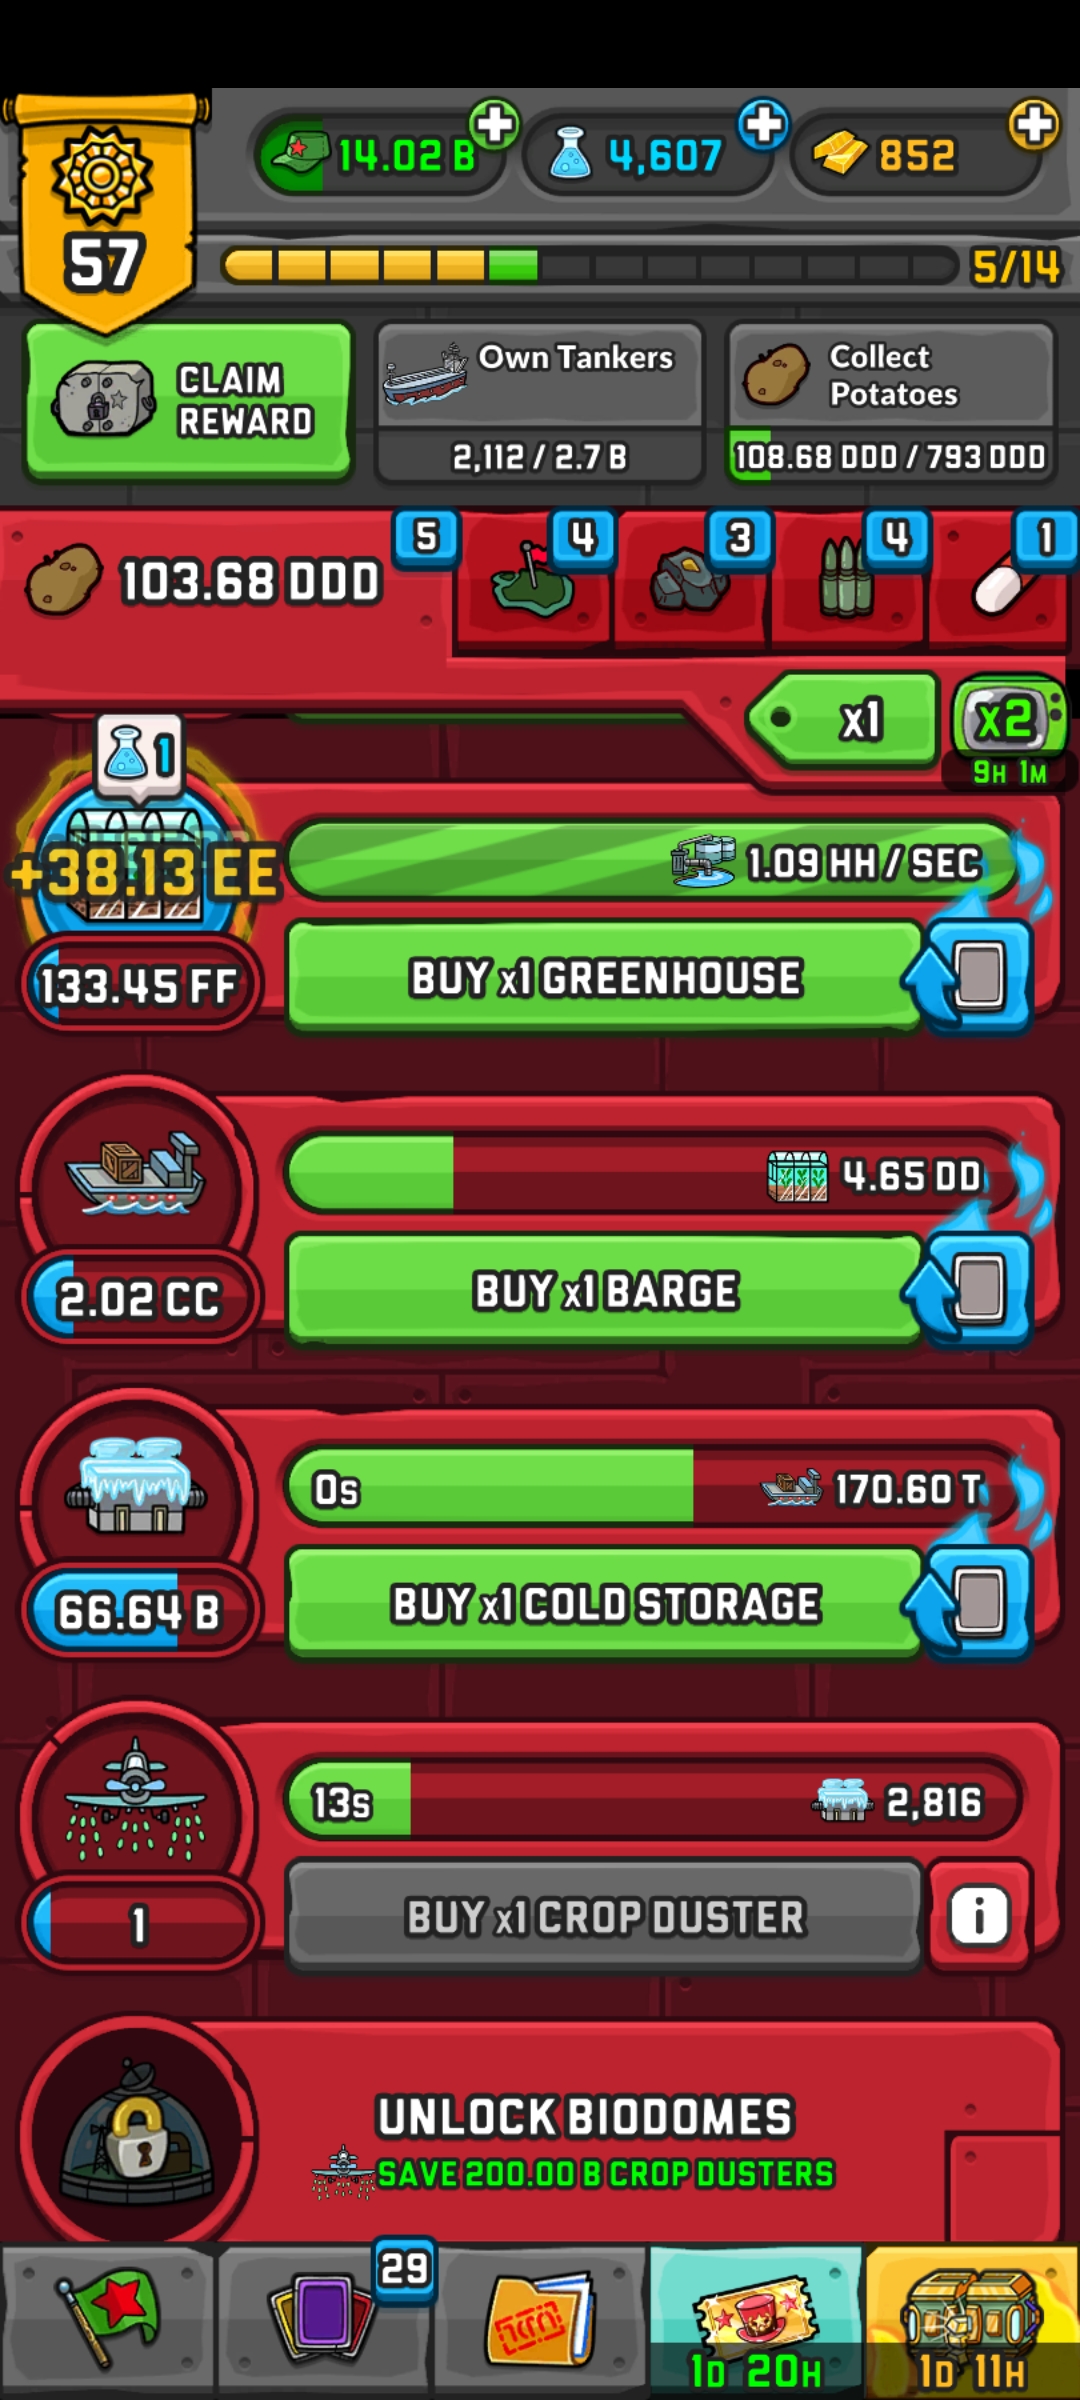 57
14.02 B
4,607
852
5/14
CLAIM
REWARD
Own Tankers
2,112 / 2.7 B
Collect
Potatoes
108.68 DDD / 793 DDD
103.68 DDD
5
4
3
4
1
x1
x2
9H 1M
1
+38.13 EE
1.09 HH / SEC
133.45 FF
BUY x1 GREENHOUSE
4.65 DD
2.02 CC
BUY x1 BARGE
0s
170.60 T
66.64 B
BUY x1 COLD STORAGE
13s
2,816
1
BUY x1 CROP DUSTER
i
UNLOCK BIODOMES
SAVE 200.00 B CROP DUSTERS
29
1D 20H
1D 11H